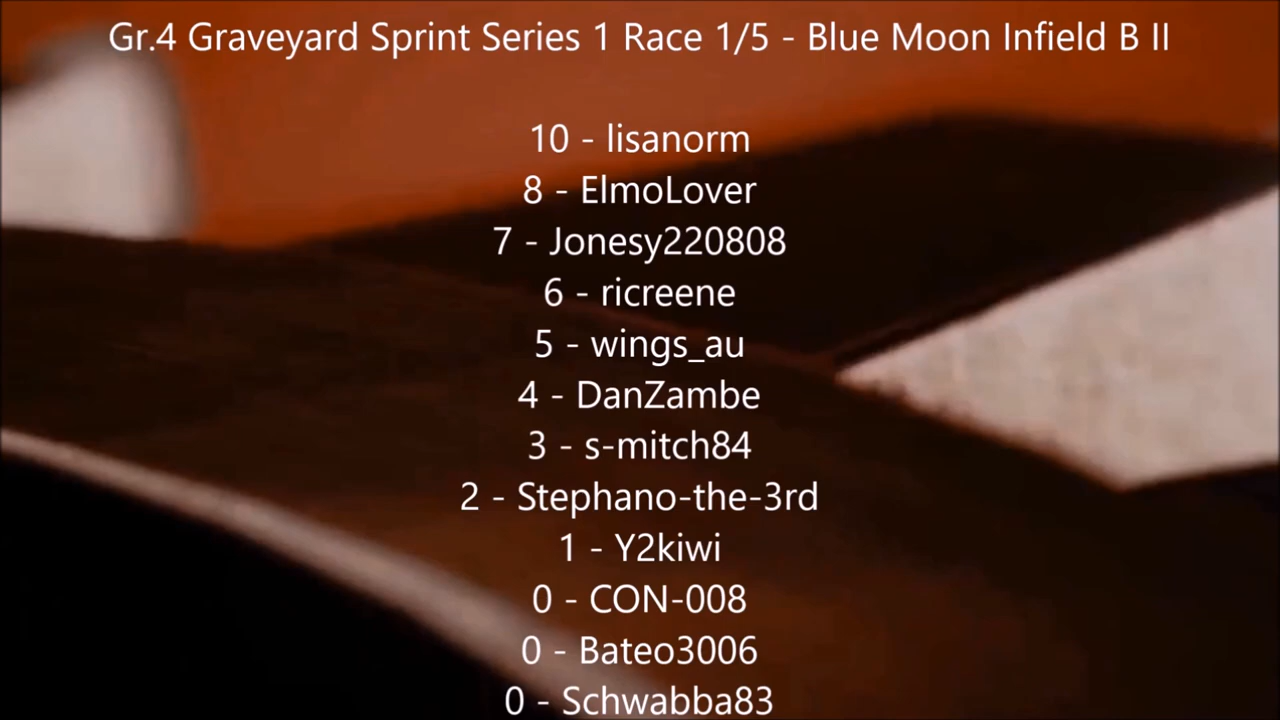 Gr.4 Graveyard Sprint Series 1 Race 1/5 - Blue Moon Infield B II
10 - lisanorm
8 - ElmoLover
7 - Jonesy220808
6 - ricreene
5 - wings_au
4 - DanZambe
3 - s-mitch84
2 - Stephano-the-3rd
1 - Y2kiwi
0 - CON-008
0 - Bateo3006
0 - Schwabba83